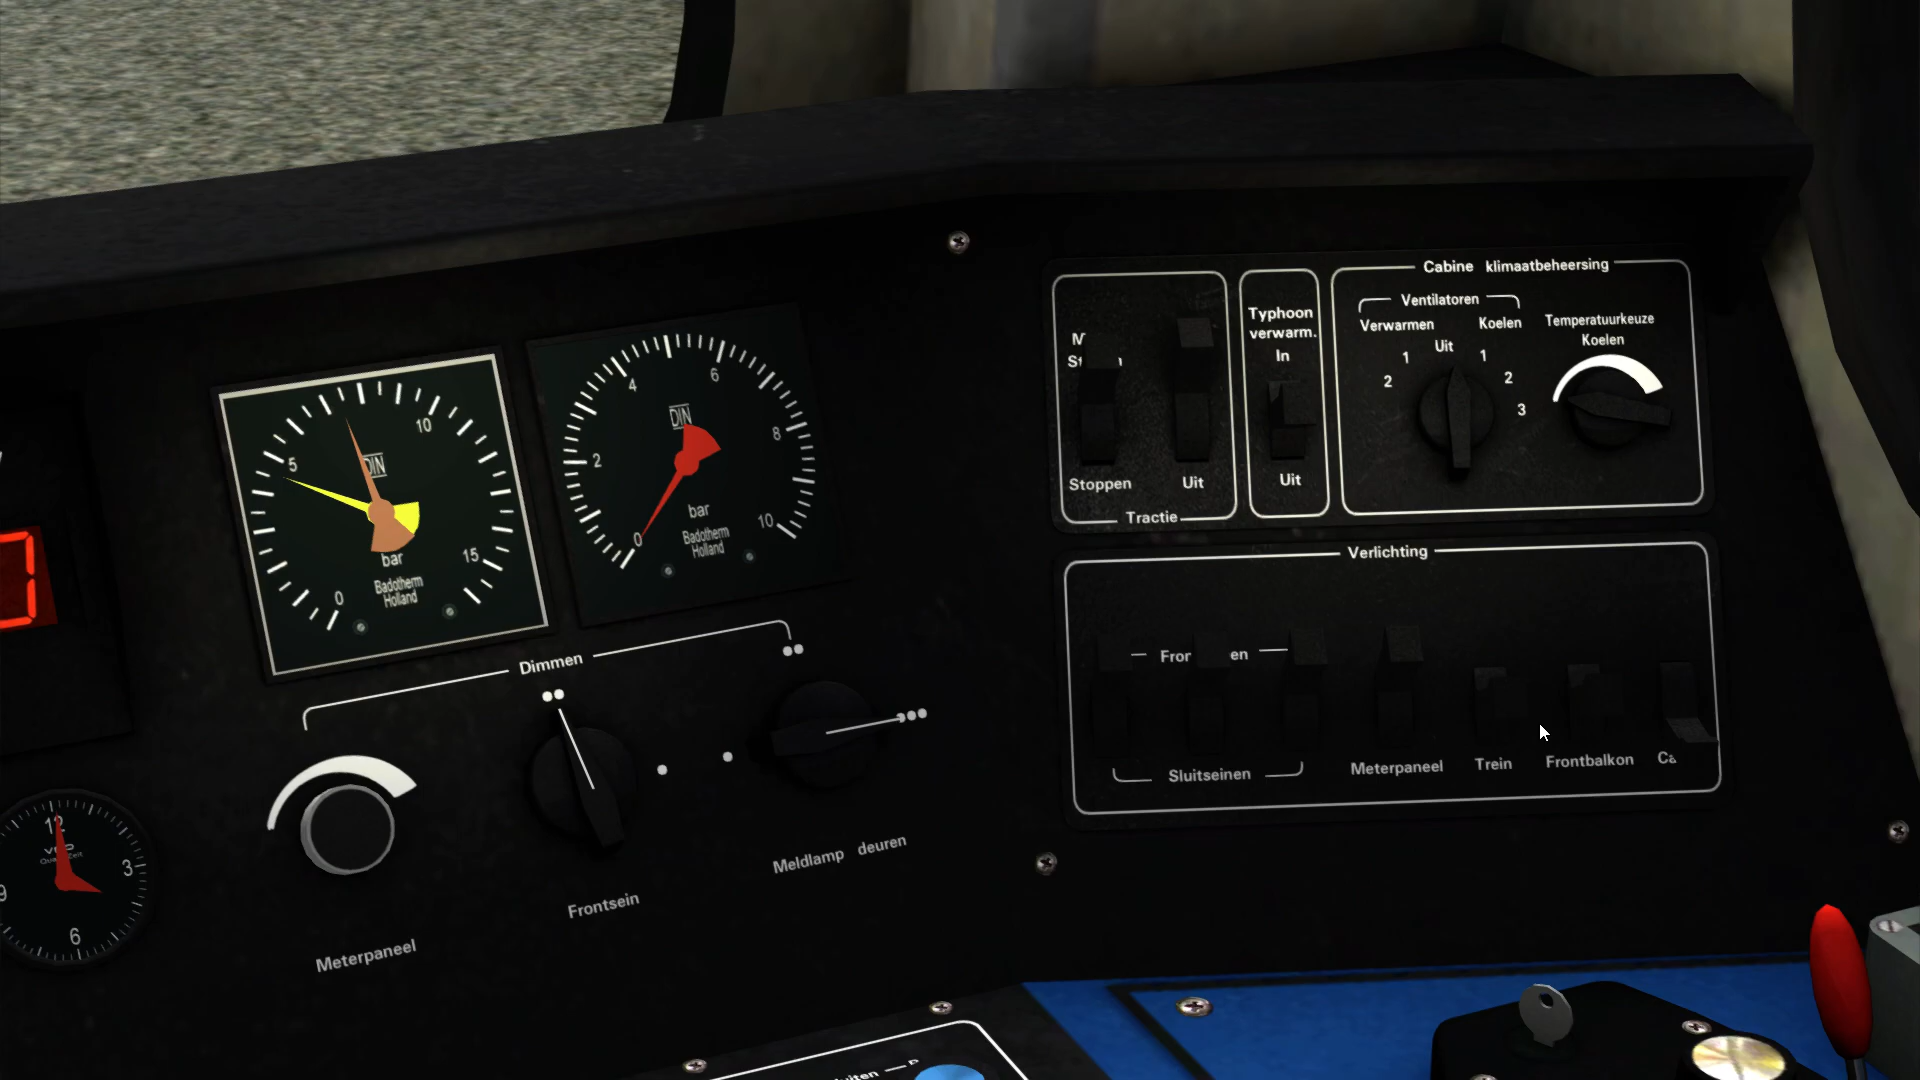 5
10
DIN
bar
15
Badotherm
Holland
0
2
4
6
8
10
DIN
bar
Badotherm
Holland
0
Dimmen
Meterpaneel
Frontsein
Meldlamp deuren
12
3
6
9
Stoppen
Uit
Tractie
Typhoon
verwarm.
In
Uit
Cabine klimaatbeheersing
Ventilatoren
Verwarmen
Koelen
Uit
2
1
1
2
3
Temperatuurkeuze
Koelen
Verlichting
Sluitseinen
Meterpaneel
Trein
Frontbalkon